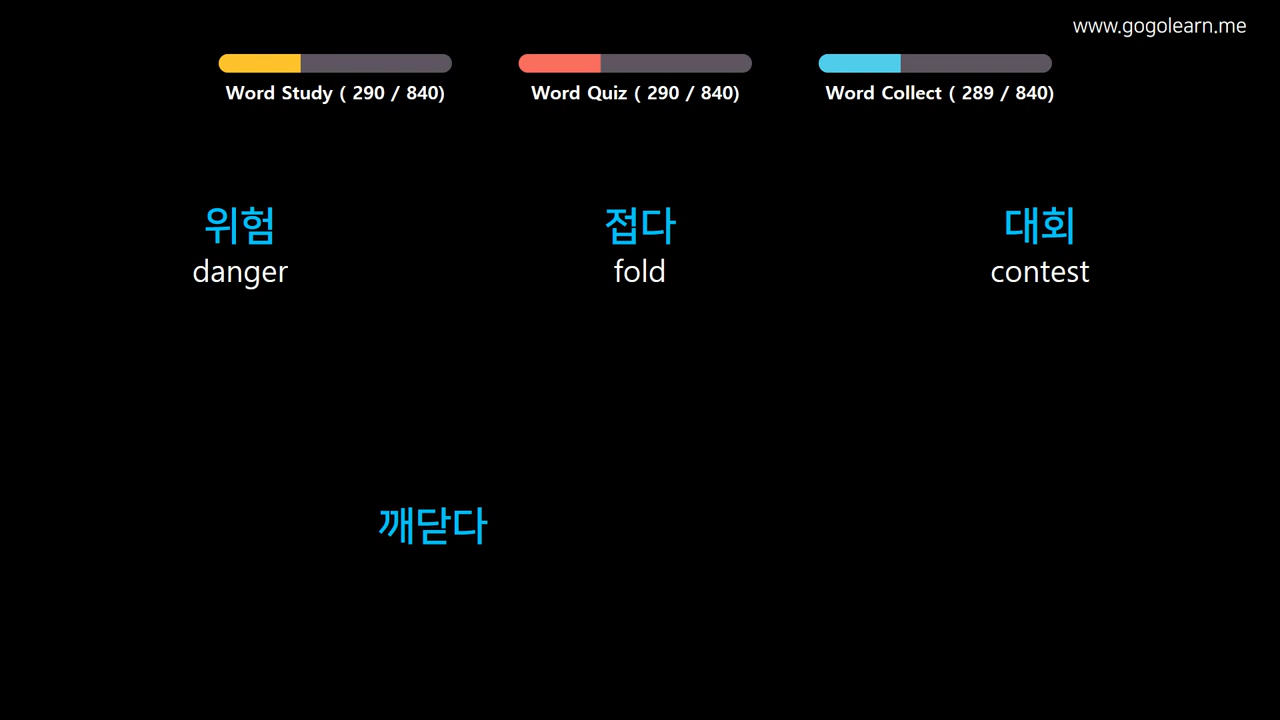 www.gogolearn.me
Word Study ( 290 / 840)
Word Quiz ( 290 / 840)
Word Collect ( 289 / 840)
위험
danger
접다
fold
대회
contest
깨닫다